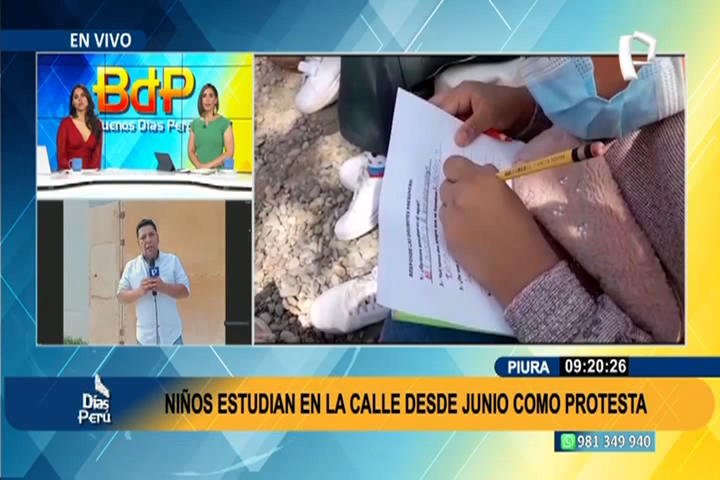 EN VIVO
BdP
Buenos Días Perú
RESPONDE LAS SIGUIENTES PREGUNTAS:
PIURA 09:20:26
Días Perú
NIÑOS ESTUDIAN EN LA CALLE DESDE JUNIO COMO PROTESTA
981 349 940